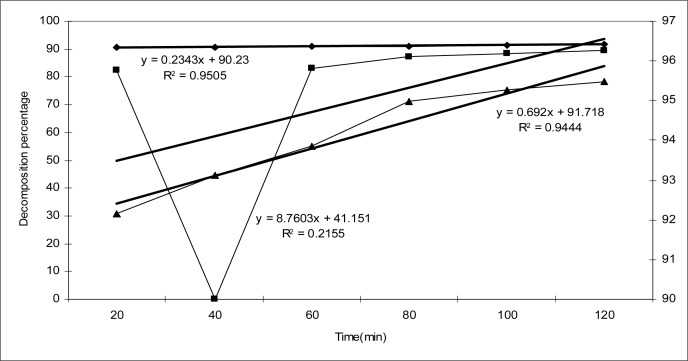 100
90
80
70
60
50
40
30
20
10
0
Decomposition percentage
97
96
95
94
93
92
91
90
y = 0.2343x + 90.23
R² = 0.9505
y = 0.692x + 91.718
R² = 0.9444
y = 8.7603x + 41.151
R² = 0.2155
20 40 60 80 100 120
Time(min)